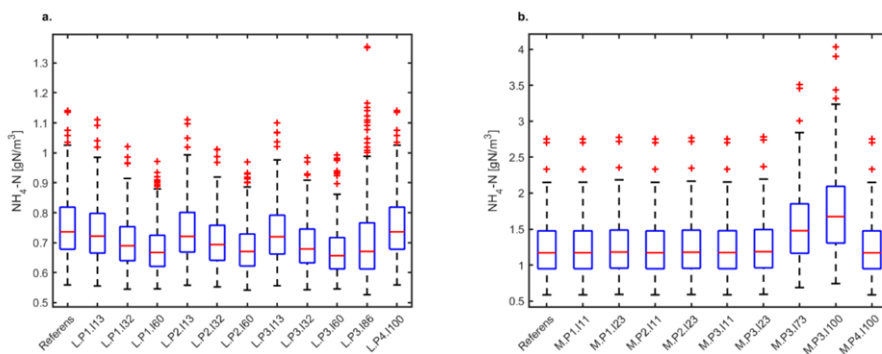 a.
NH4-N [gN/m3]
1.3
1.2
1.1
1
0.9
0.8
0.7
0.6
0.5
Referens
L.P1.I13
L.P1.I32
L.P1.I60
L.P2.I13
L.P2.I32
L.P2.I60
L.P3.I13
L.P3.I32
L.P3.I60
L.P3.I86
L.P4.I100
b.
NH4-N [gN/m3]
4
3.5
3
2.5
2
1.5
1
0.5
Referens
M.P1.I11
M.P1.I23
M.P2.I11
M.P2.I23
M.P3.I11
M.P3.I23
M.P3.I73
M.P3.I100
M.P4.I100